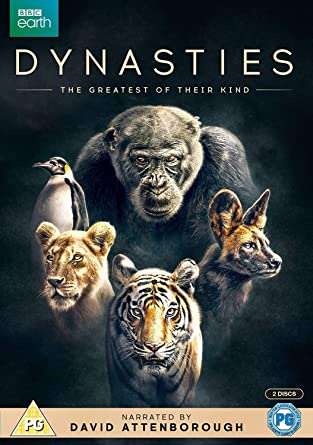 BBC
earth
DYNASTIES
THE GREATEST OF THEIR KIND
2 DISCS
PG
NARRATED BY
DAVID ATTENBOROUGH
PG